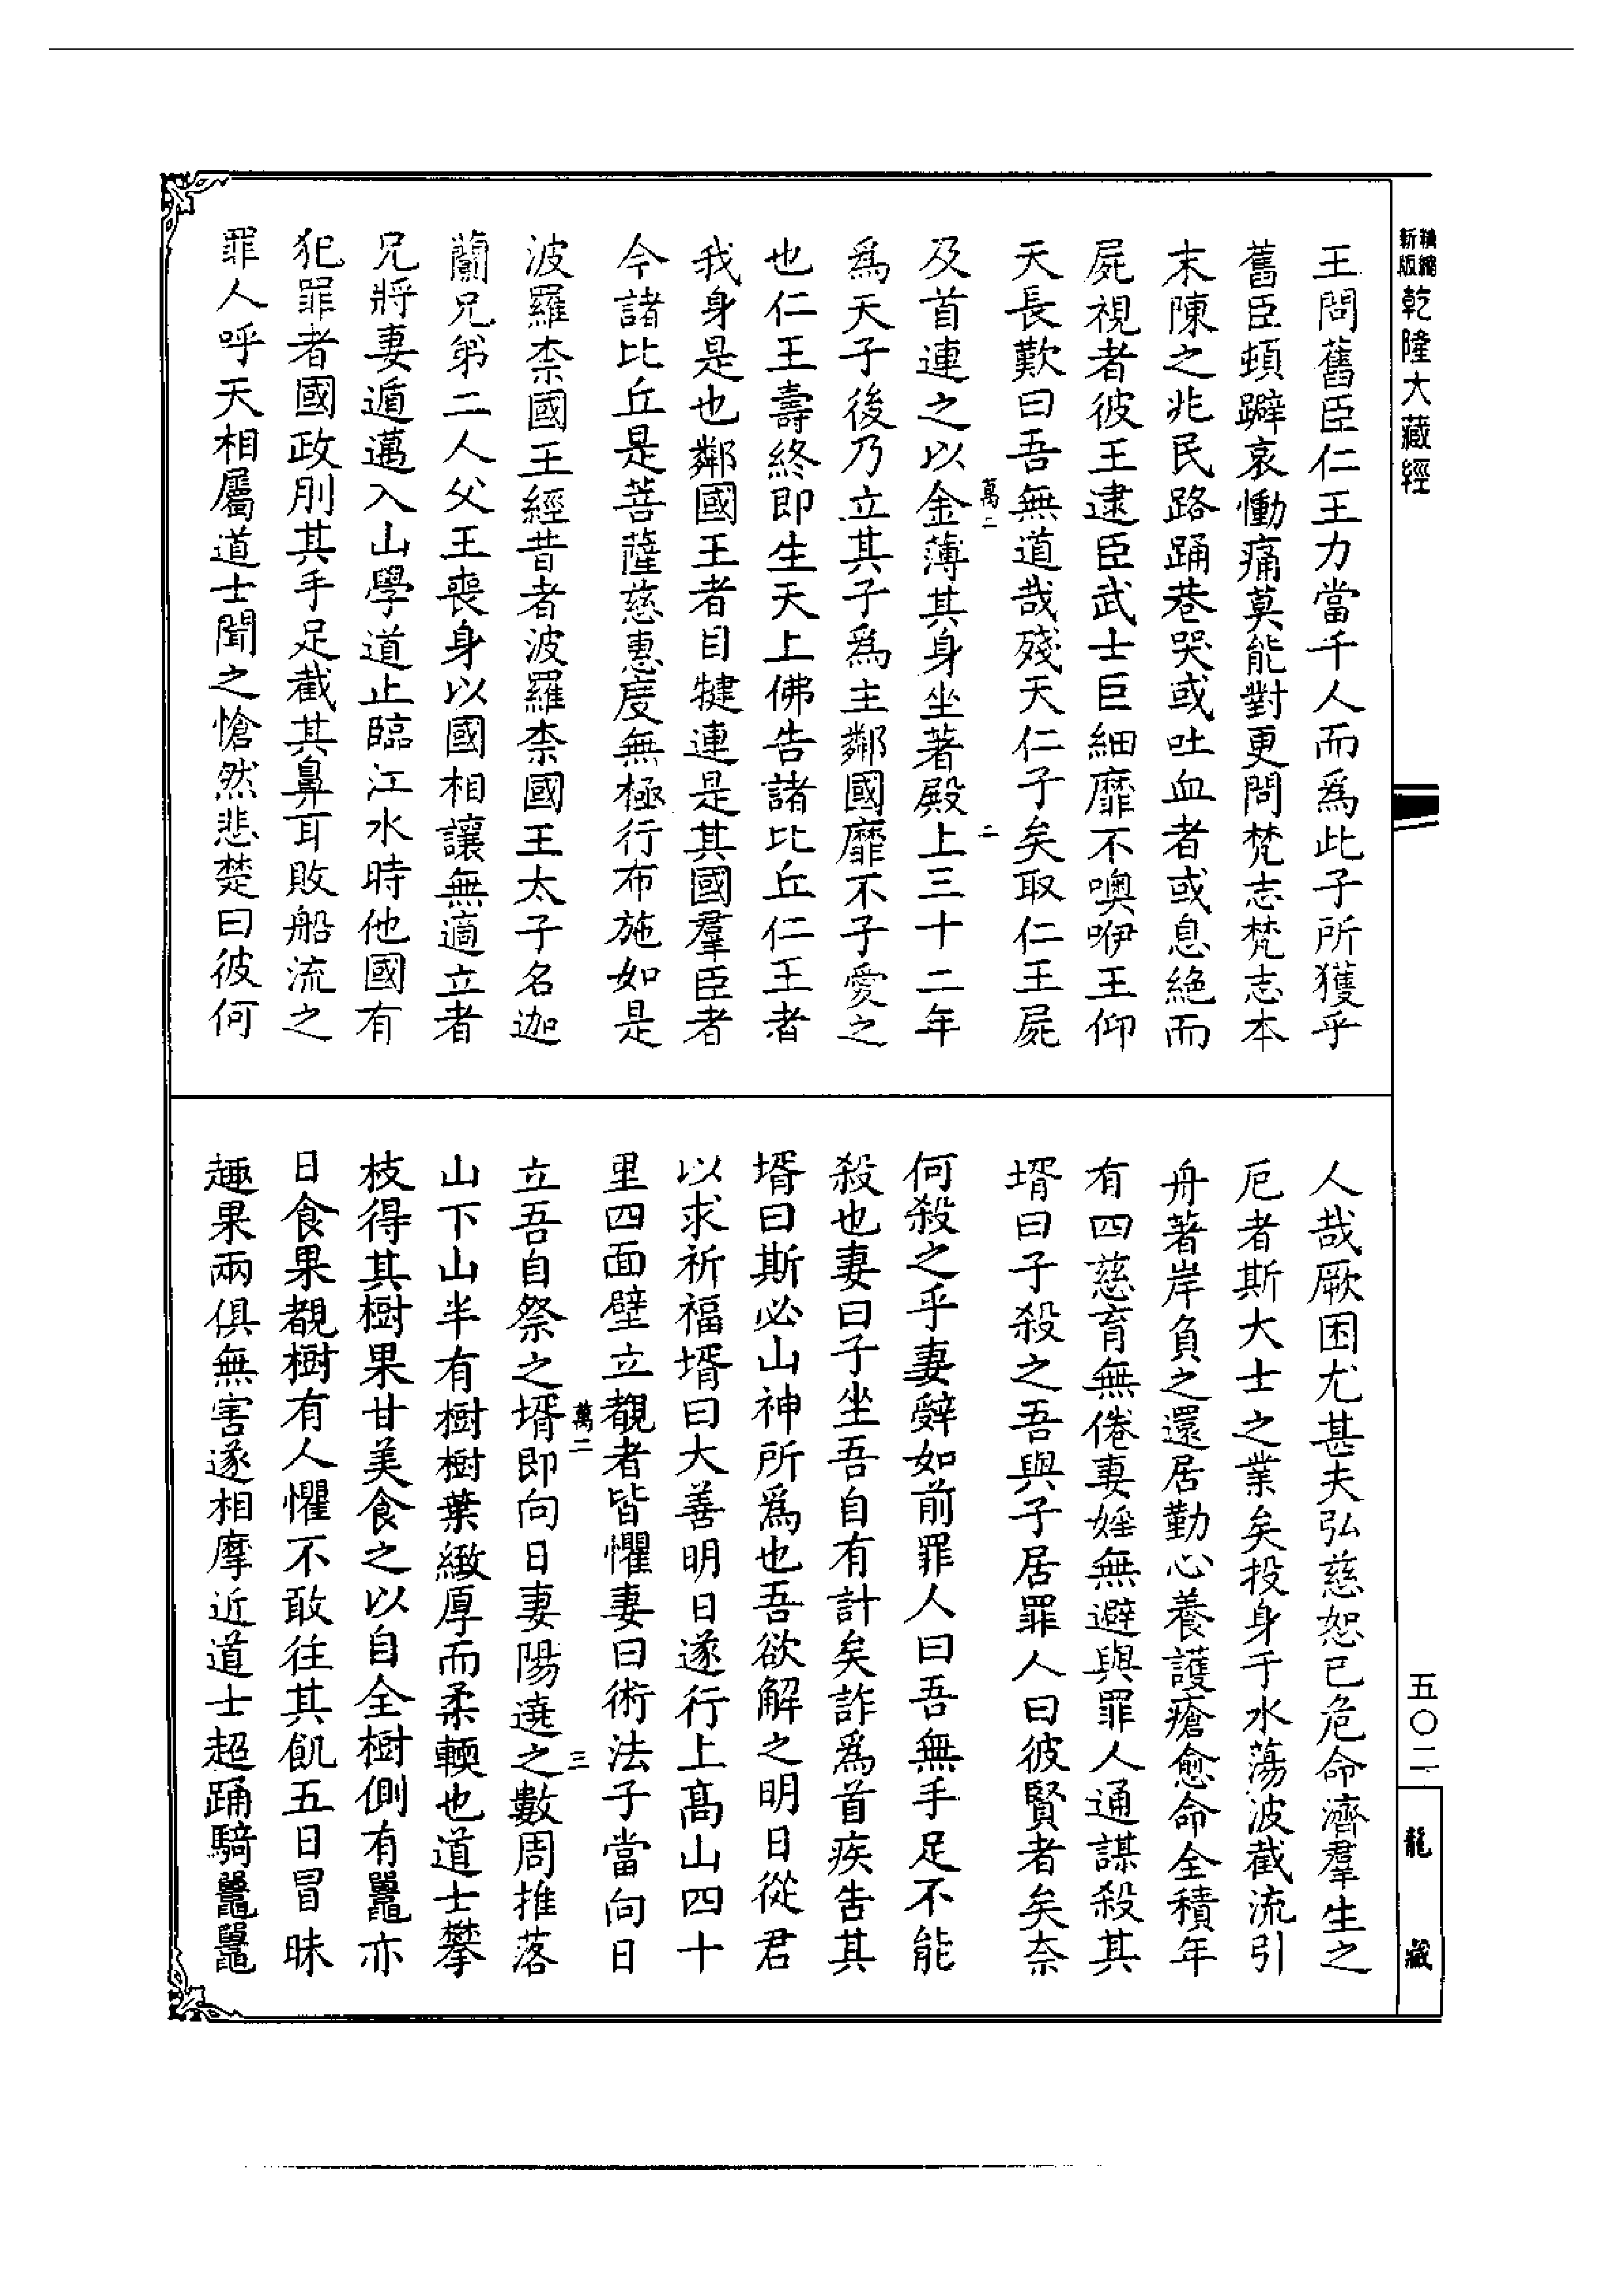 新版精縮乾隆大藏經
王問舊臣仁王力當千人而爲此子所獲乎
舊臣頓躃哀慟痛莫能對更問梵志梵志本
末陳之兆民路踊巷哭或吐血者或息絶而
屍視者彼王逮臣武士巨細靡不噢咿王仰
天長歎曰吾無道哉殘天仁子矣取仁王屍
萬二
二
及首連之以金薄其身坐著殿上三十二年
爲天子後乃立其子爲主鄰國靡不子愛之
也仁王壽終即生天上佛告諸比丘仁王者
我身是也鄰國王者目犍連是其國羣臣者
今諸比丘是菩薩慈惠度無極行布施如是
波羅柰國王經昔者波羅柰國王太子名迦
蘭兄弟二人父王喪身以國相讓無適立者
兄將妻遁邁入山學道止臨江水時他國有
犯罪者國政刖其手足截其鼻耳敗船流之
罪人呼天相屬道士聞之愴然悲楚曰彼何
人哉厥困尤甚夫弘慈恕已危命濟羣生之
厄者斯大士之業矣投身于水蕩波截流引
舟著岸負之還居勤心養護瘡愈命全積年
有四慈育無倦妻婬無避與罪人通謀殺其
壻曰子殺之吾與子居罪人曰彼賢者矣奈
何殺之乎妻辭如前罪人曰吾無手足不能
殺也妻曰子坐吾自有計矣詐爲首疾告其
壻曰斯必山神所爲也吾欲解之明日從君
以求祈福壻曰大善明日遂行上高山四十
里四面壁立覩者皆懼妻曰術法子當向日
萬二
三
立吾自祭之壻即向日妻陽遶之數周推落
山下山半有樹樹葉緻厚而柔輭也道士攀
枝得其樹果甘美食之以自全樹側有鼉亦
日食果覩樹有人懼不敢往其飢五日冒昧
趣果兩俱無害遂相摩近道士超踊騎鼉鼉
五〇二
龍藏